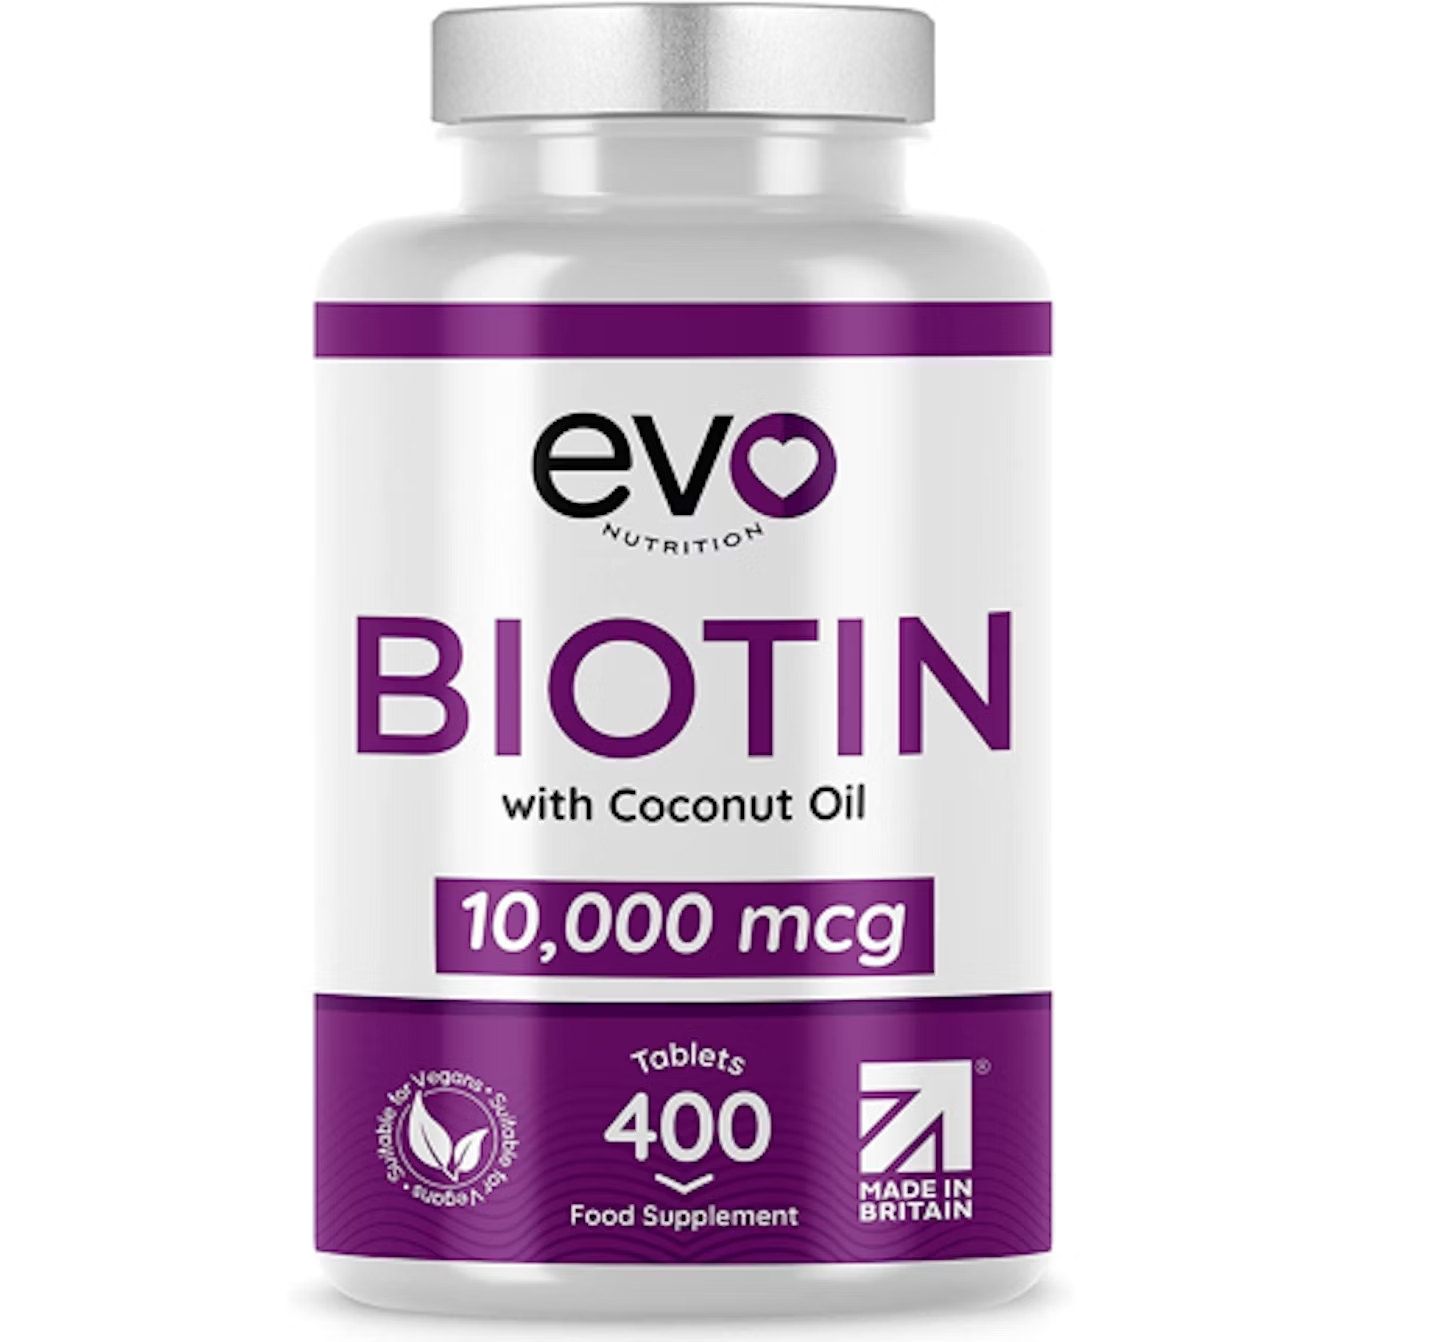 evo
NUTRITION
BIOTIN
with Coconut Oil
10,000 mcg
Suitable for Vegans • Suitable for Vegans •
Tablets
400
Food Supplement
®
MADE IN
BRITAIN